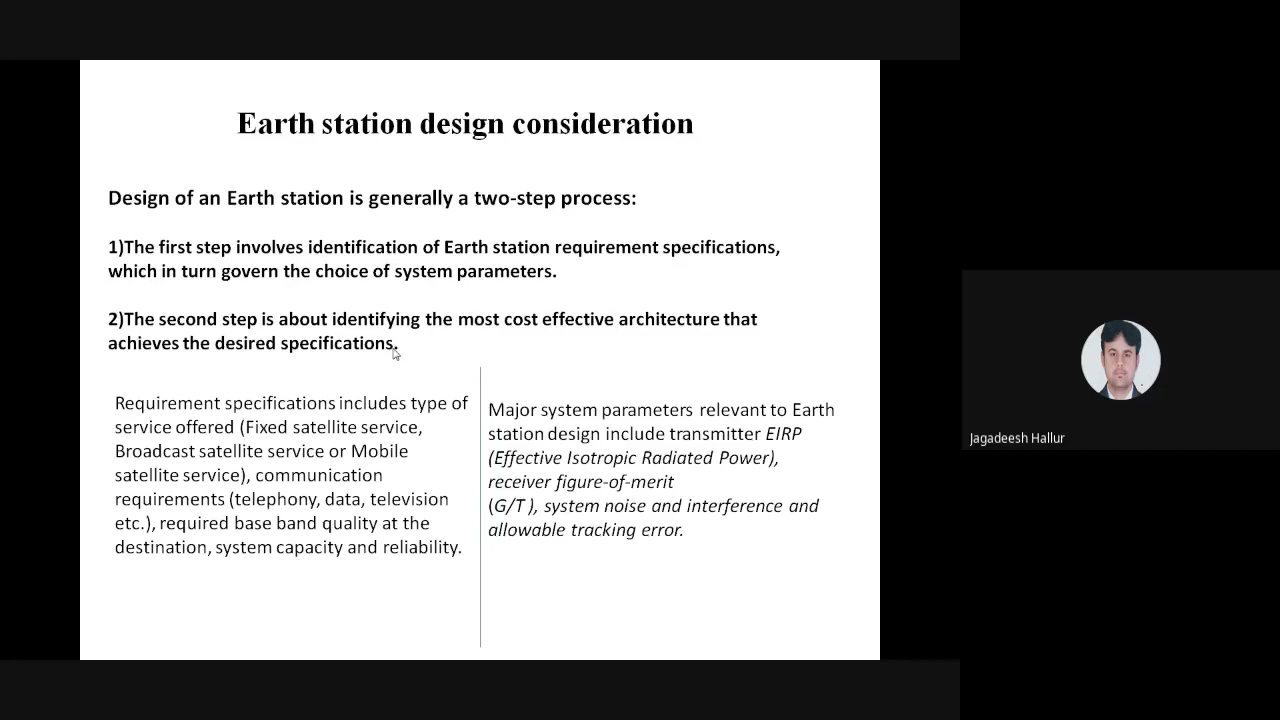 Earth station design consideration
Design of an Earth station is generally a two-step process:
1)The first step involves identification of Earth station requirement specifications,
which in turn govern the choice of system parameters.
2)The second step is about identifying the most cost effective architecture that
achieves the desired specifications.
Requirement specifications includes type of
service offered (Fixed satellite service,
Broadcast satellite service or Mobile
satellite service), communication
requirements (telephony, data, television
etc.), required base band quality at the
destination, system capacity and reliability.
Major system parameters relevant to Earth
station design include transmitter EIRP
(Effective Isotropic Radiated Power),
receiver figure-of-merit
(G/T ), system noise and interference and
allowable tracking error.
Jagadeesh Hallur